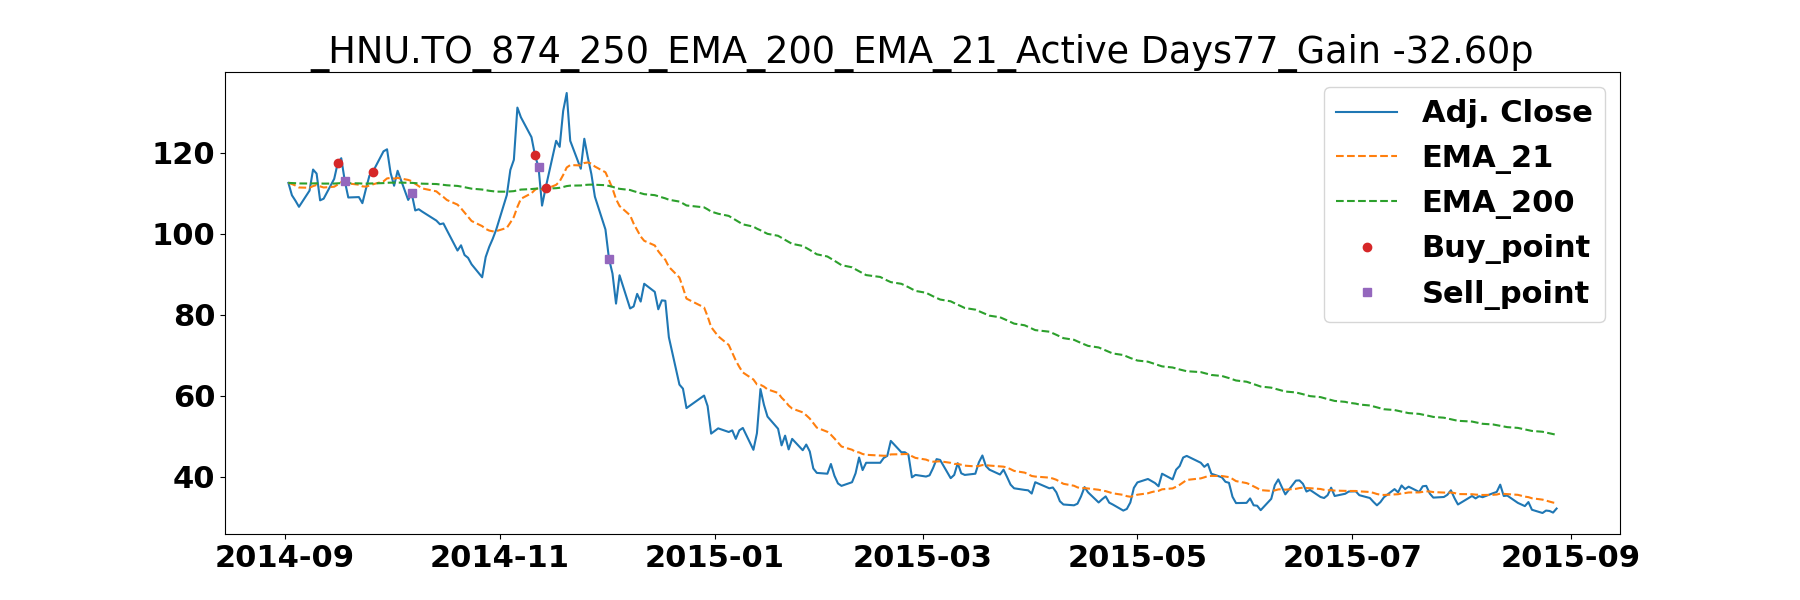 _HNU.TO_874_250_EMA_200_EMA_21_Active Days77_Gain -32.60p
Adj. Close
EMA_21
EMA_200
Buy_point
Sell_point
120
100
80
60
40
2014-09 2014-11 2015-01 2015-03 2015-05 2015-07 2015-09